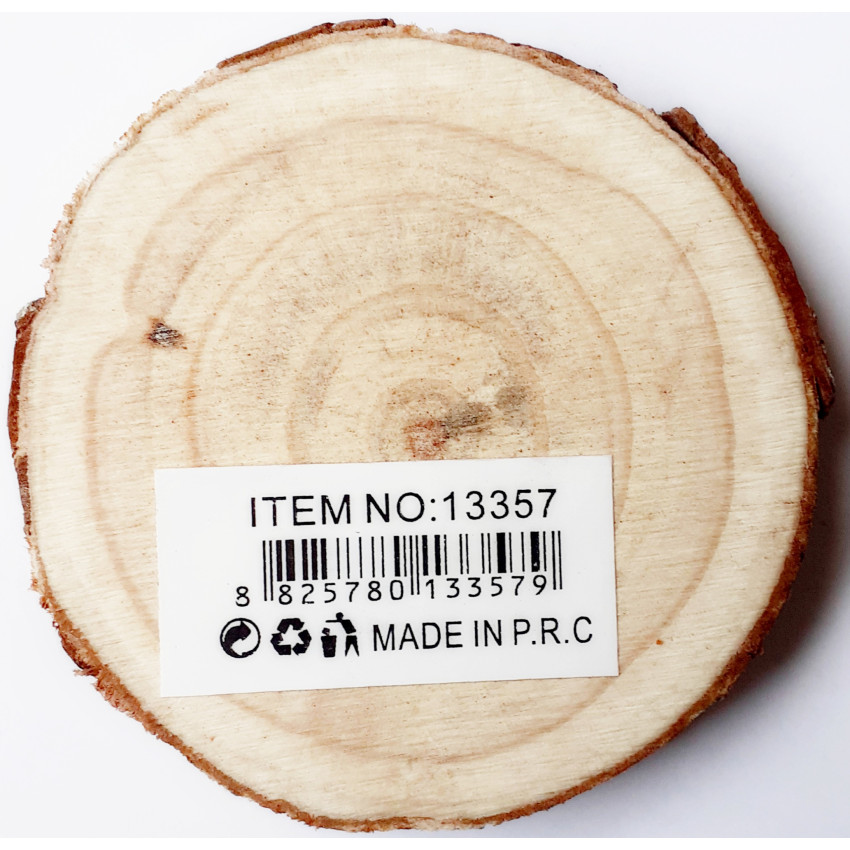 ITEM NO:13357
8 825780 133579
MADE IN P.R.C